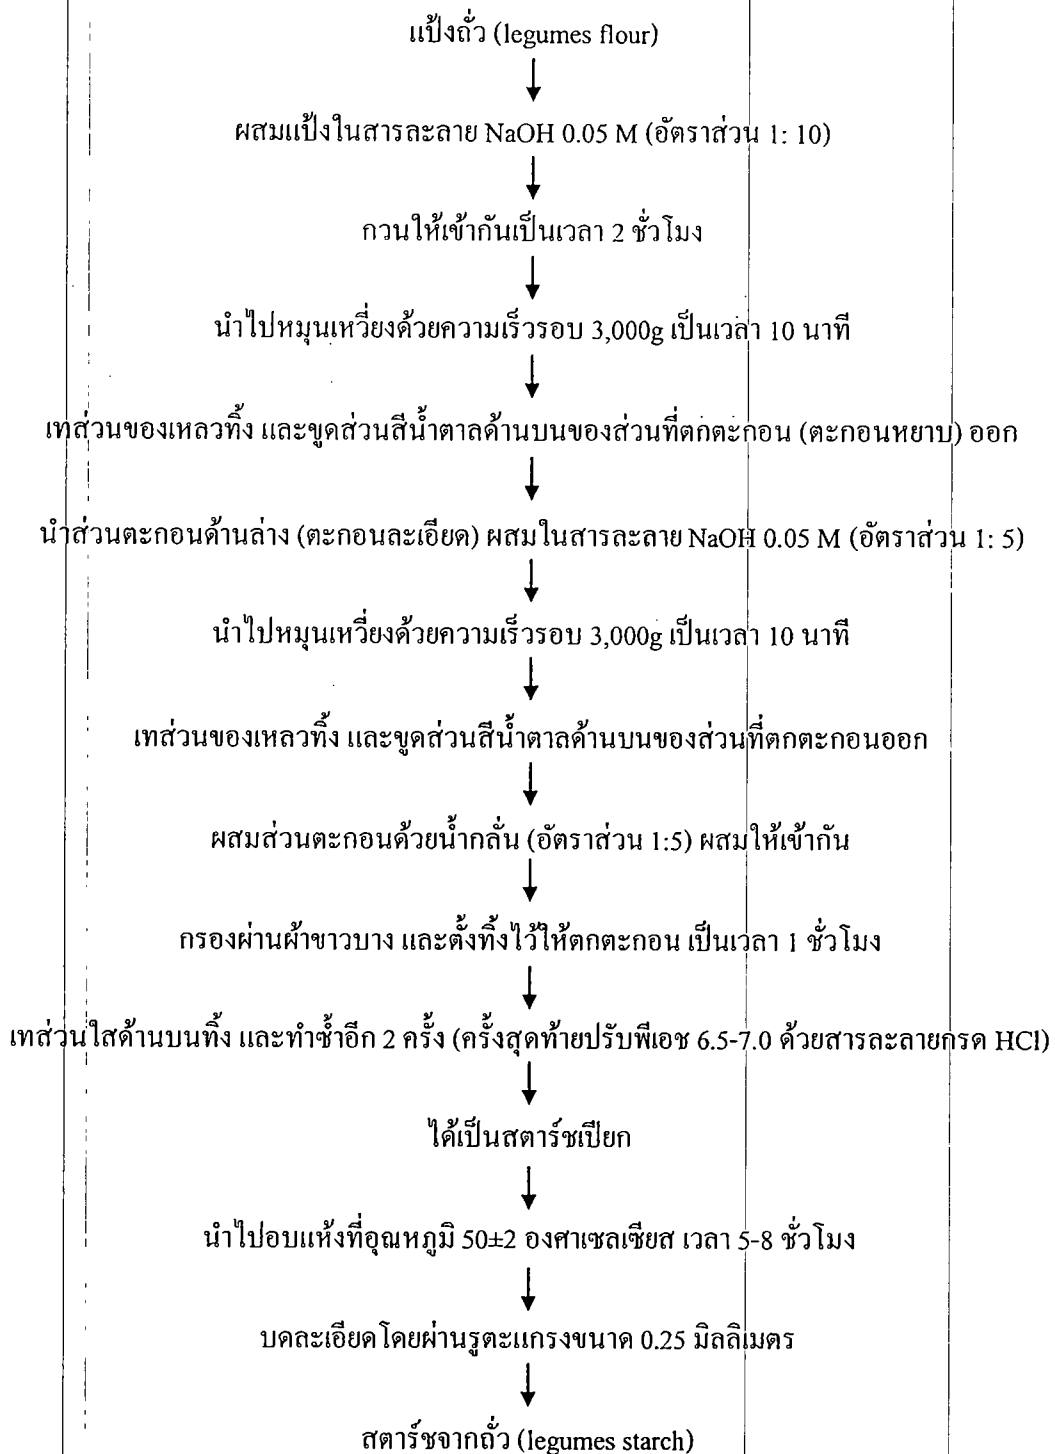 แป้งถั่ว (legumes flour)
ผสมแป้งในสารละลาย NaOH 0.05 M (อัตราส่วน 1: 10)
กวนให้เข้ากันเป็นเวลา 2 ชั่วโมง
นำไปหมุนเหวี่ยงด้วยความเร็วรอบ 3,000g เป็นเวลา 10 นาที
เทส่วนของเหลวทิ้ง และขูดส่วนสีน้ำตาลด้านบนของส่วนที่ตกตะกอน (ตะกอนหยาบ) ออก
นำส่วนตะกอนด้านล่าง (ตะกอนละเอียด) ผสมในสารละลาย NaOH 0.05 M (อัตราส่วน 1: 5)
นำไปหมุนเหวี่ยงด้วยความเร็วรอบ 3,000g เป็นเวลา 10 นาที
เทส่วนของเหลวทิ้ง และขูดส่วนสีน้ำตาลด้านบนของส่วนที่ตกตะกอนออก
ผสมส่วนตะกอนด้วยน้ำกลั่น (อัตราส่วน 1:5) ผสมให้เข้ากัน
กรองผ่านผ้าขาวบาง และตั้งทิ้งไว้ให้ตกตะกอน เป็นเวลา 1 ชั่วโมง
เทส่วนใสด้านบนทิ้ง และทำซ้ำอีก 2 ครั้ง (ครั้งสุดท้ายปรับพีเอช 6.5-7.0 ด้วยสารละลายกรด HCl)
ได้เป็นสตาร์ชเปียก
นำไปอบแห้งที่อุณหภูมิ 50±2 องศาเซลเซียส เวลา 5-8 ชั่วโมง
บดละเอียดโดยผ่านรูตะแกรงขนาด 0.25 มิลลิเมตร
สตาร์ชจากถั่ว (legumes starch)